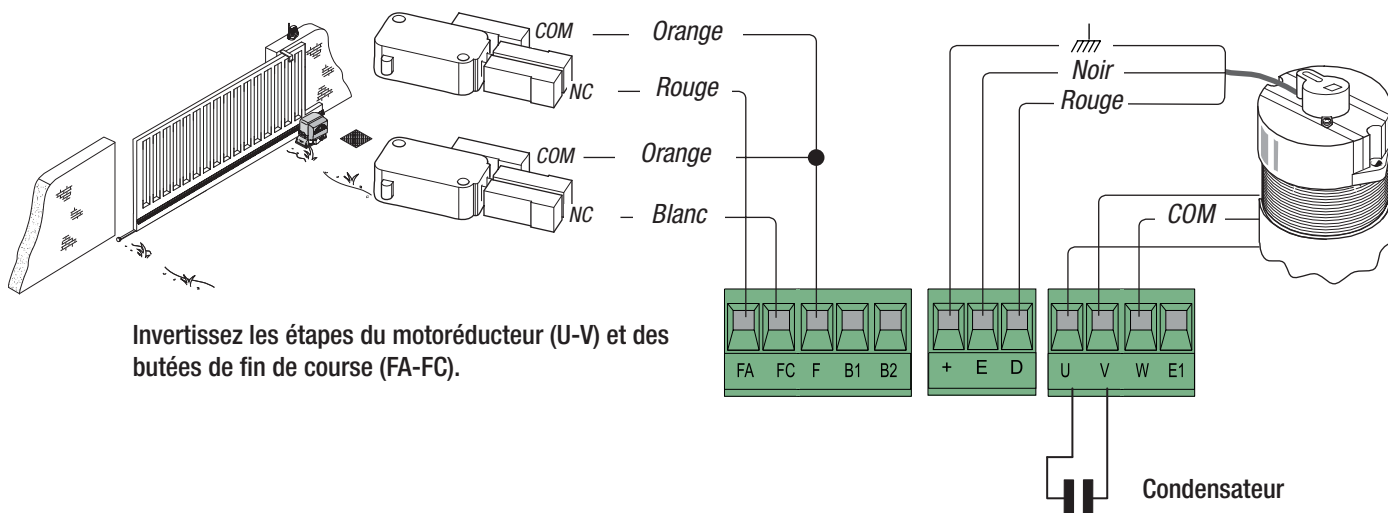 COM Orange
NC Rouge
COM Orange
NC Blanc
Noir
Rouge
COM
Invertissez les étapes du motoréducteur (U-V) et des
butées de fin de course (FA-FC).
FA FC F B1 B2
+ E D
U V W E1
Condensateur